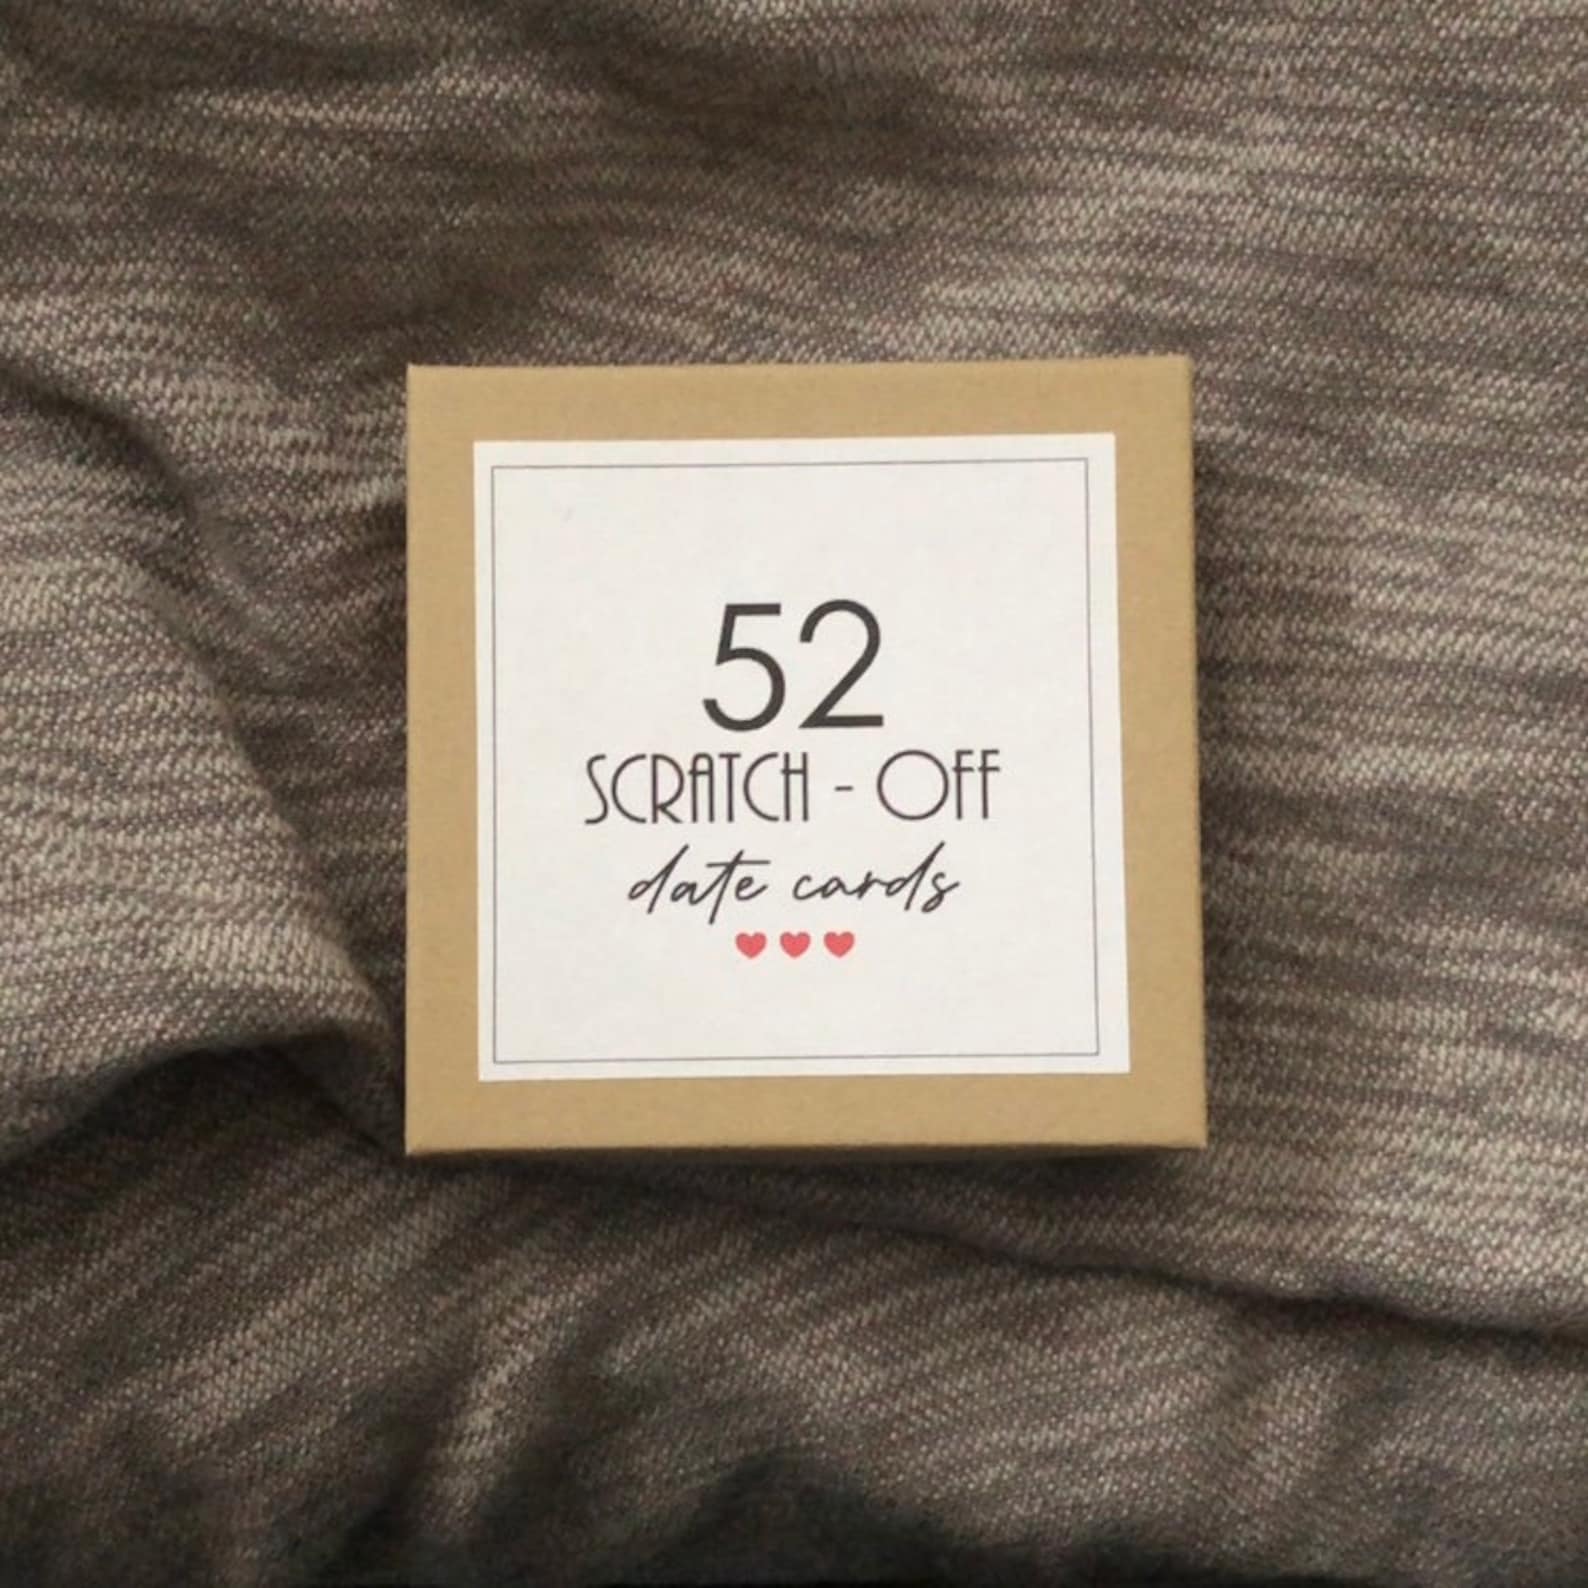 52
SCRATCH - OFF
date cards